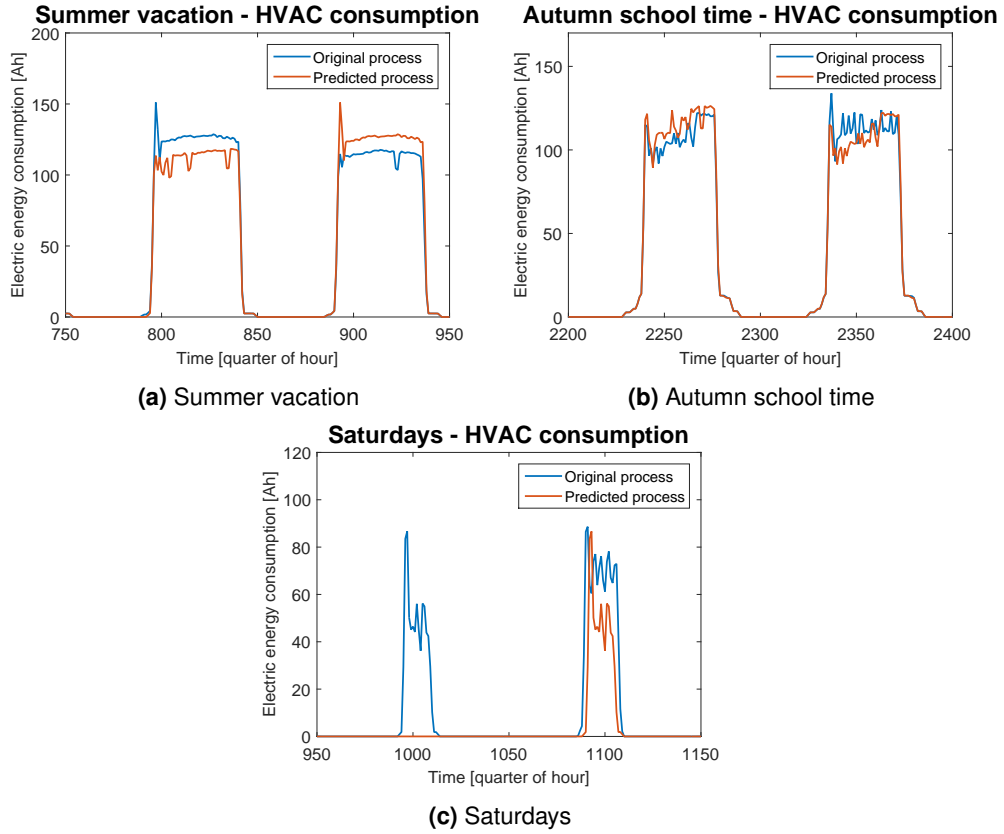 Summer vacation - HVAC consumption
200
150
100
50
0
750
800
850
900
950
Electric energy consumption [Ah]
Time [quarter of hour]
Original process
Predicted process
(a) Summer vacation
Autumn school time - HVAC consumption
150
100
50
0
2200
2250
2300
2350
2400
Electric energy consumption [Ah]
Time [quarter of hour]
Original process
Predicted process
(b) Autumn school time
Saturdays - HVAC consumption
120
100
80
60
40
20
0
950
1000
1050
1100
1150
Electric energy consumption [Ah]
Time [quarter of hour]
Original process
Predicted process
(c) Saturdays